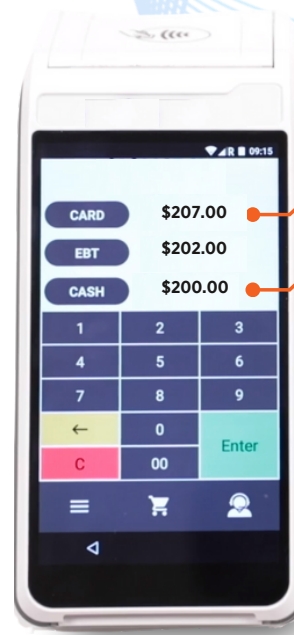 R 09:15
CARD $207.00
EBT $202.00
CASH $200.00
1 2 3
4 5 6
7 8 9
← 0 Enter
C 00